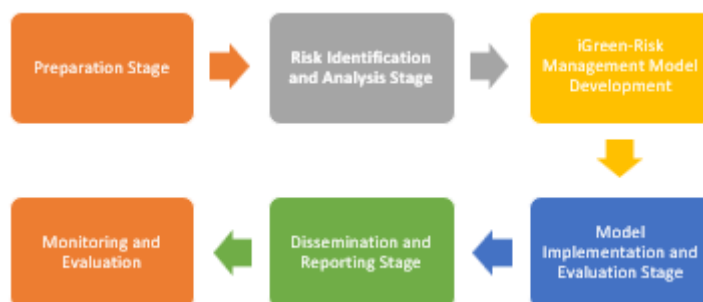 Preparation Stage
Risk Identification
and Analysis Stage
iGreen-Risk
Management Model
Development
Model
Implementation and
Evaluation Stage
Dissemination and
Reporting Stage
Monitoring and
Evaluation